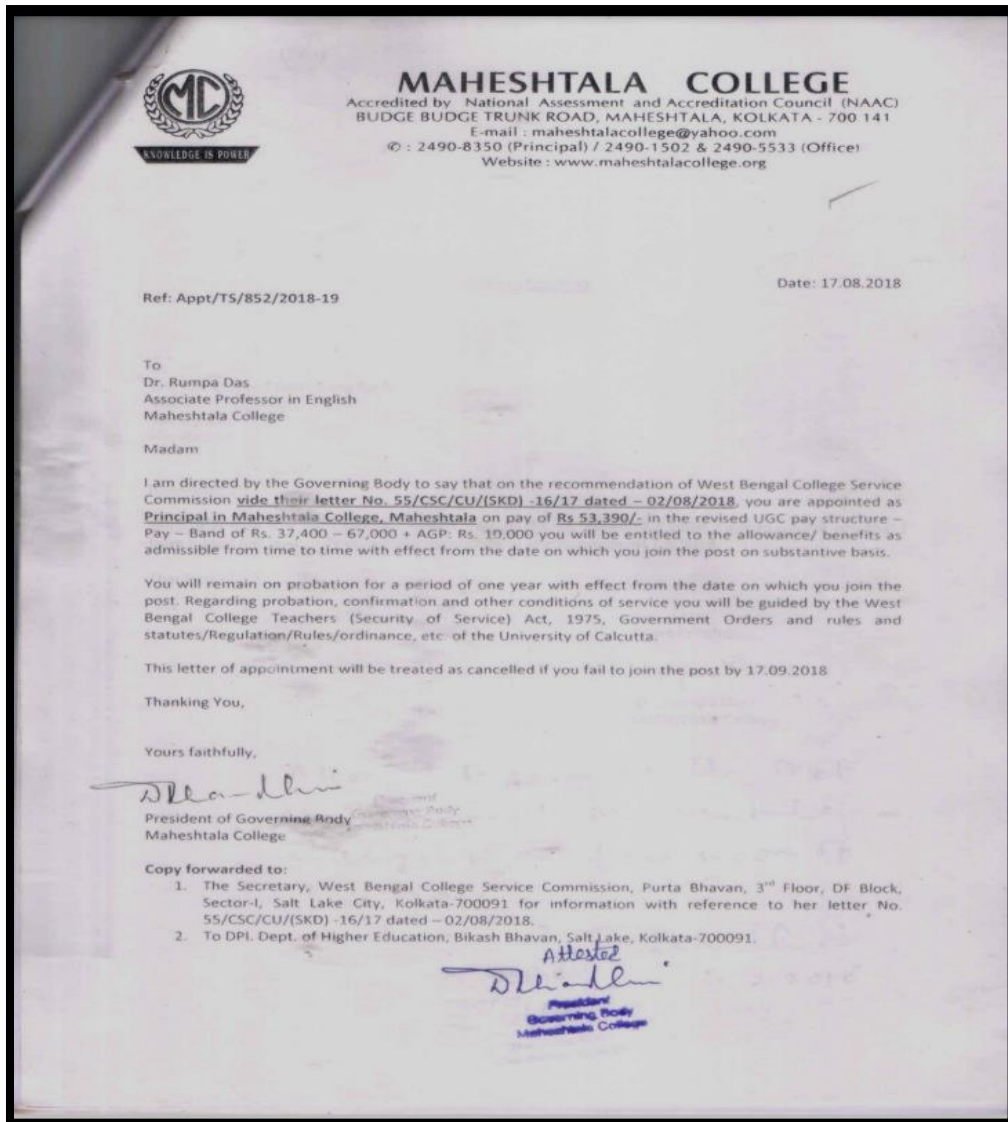 MC
KNOWLEDGE IS POWER
MAHESHTALA COLLEGE
Accredited by National Assessment and Accreditation Council (NAAC)
BUDGE BUDGE TRUNK ROAD, MAHESHTALA, KOLKATA - 700 141
E-mail : maheshtalacollege@yahoo.com
✆ : 2490-8350 (Principal) / 2490-1502 & 2490-5533 (Office)
Website : www.maheshtalacollege.org
Date: 17.08.2018
Ref: Appt/TS/852/2018-19
To
Dr. Rumpa Das
Associate Professor in English
Maheshtala College
Madam
I am directed by the Governing Body to say that on the recommendation of West Bengal College Service
Commission vide their letter No. 55/CSC/CU/(SKD) -16/17 dated – 02/08/2018, you are appointed as
Principal in Maheshtala College, Maheshtala on pay of Rs 53,390/- in the revised UGC pay structure –
Pay – Band of Rs. 37,400 – 67,000 + AGP: Rs. 10,000 you will be entitled to the allowance/ benefits as
admissible from time to time with effect from the date on which you join the post on substantive basis.
You will remain on probation for a period of one year with effect from the date on which you join the
post. Regarding probation, confirmation and other conditions of service you will be guided by the West
Bengal College Teachers (Security of Service) Act, 1975, Government Orders and rules and
statutes/Regulation/Rules/ordinance, etc. of the University of Calcutta.
This letter of appointment will be treated as cancelled if you fail to join the post by 17.09.2018
Thanking You,
Yours faithfully,
President of Governing Body
Maheshtala College
Copy forwarded to:
1. The Secretary, West Bengal College Service Commission, Purta Bhavan, 3rd Floor, DF Block,
Sector-I, Salt Lake City, Kolkata-700091 for information with reference to her letter No.
55/CSC/CU/(SKD) -16/17 dated – 02/08/2018.
2. To DPI. Dept. of Higher Education, Bikash Bhavan, Salt Lake, Kolkata-700091.
Attested
President
Governing Body
Maheshtala College